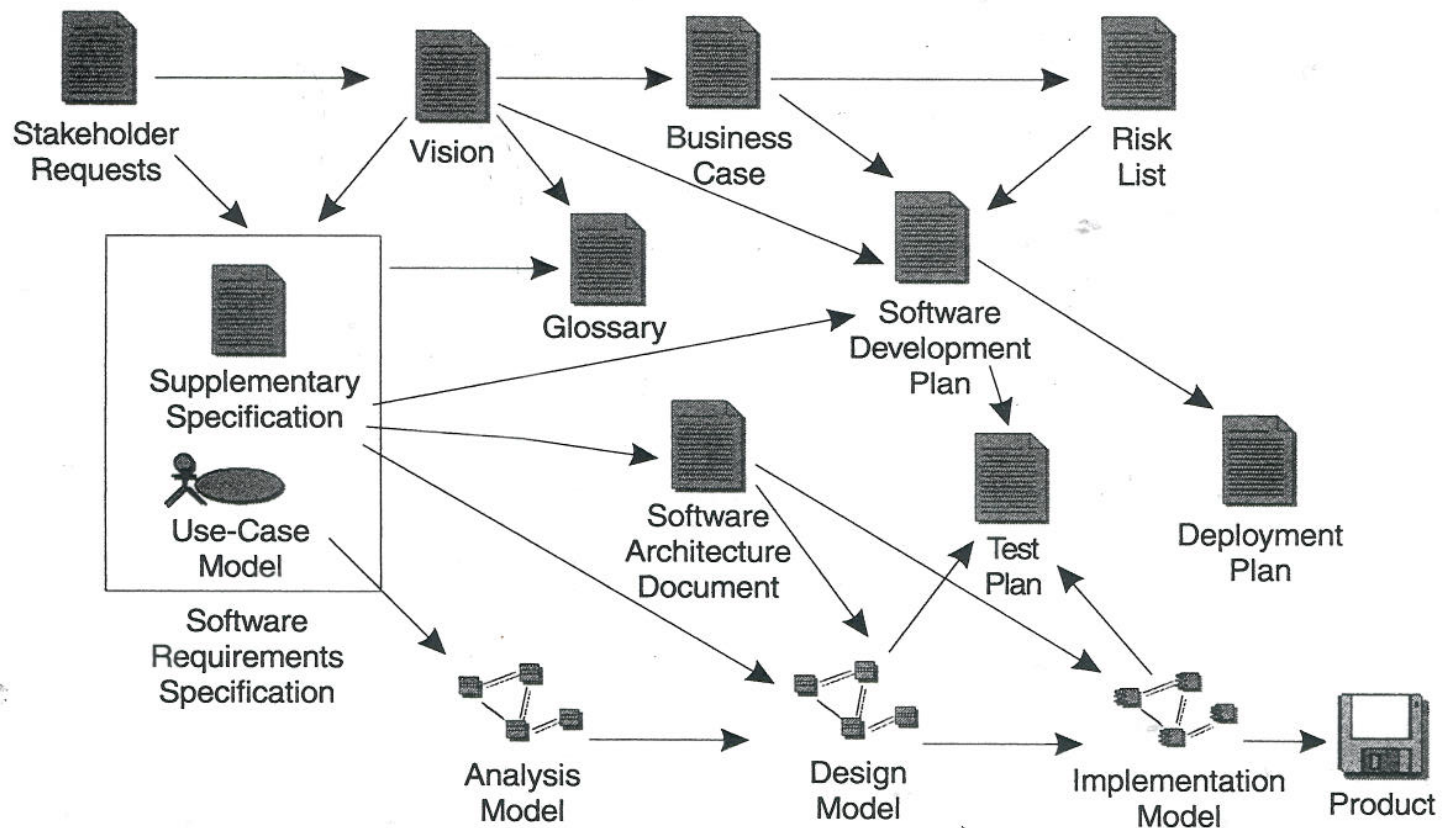 Stakeholder
Requests
Vision
Business
Case
Risk
List
Glossary
Software
Development
Plan
Supplementary
Specification
Use-Case
Model
Software
Requirements
Specification
Software
Architecture
Document
Test
Plan
Deployment
Plan
Analysis
Model
Design
Model
Implementation
Model
Product